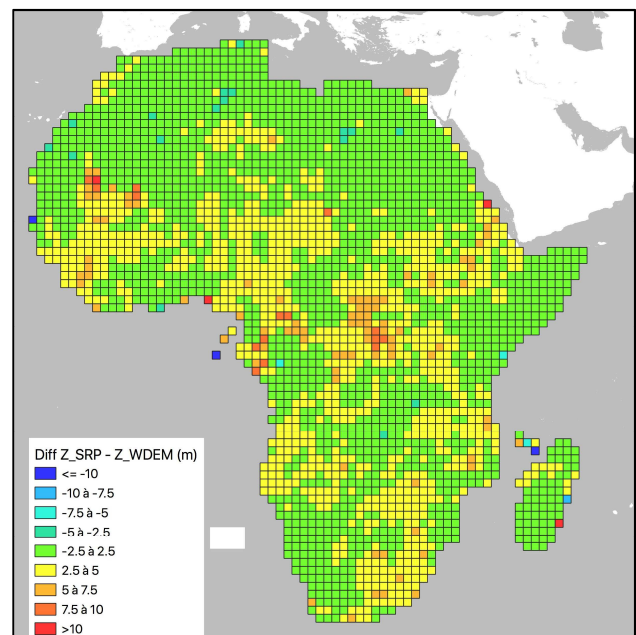 Diff Z_SRP - Z_WDEM (m)
<= -10
-10 à -7.5
-7.5 à -5
-5 à -2.5
-2.5 à 2.5
2.5 à 5
5 à 7.5
7.5 à 10
>10